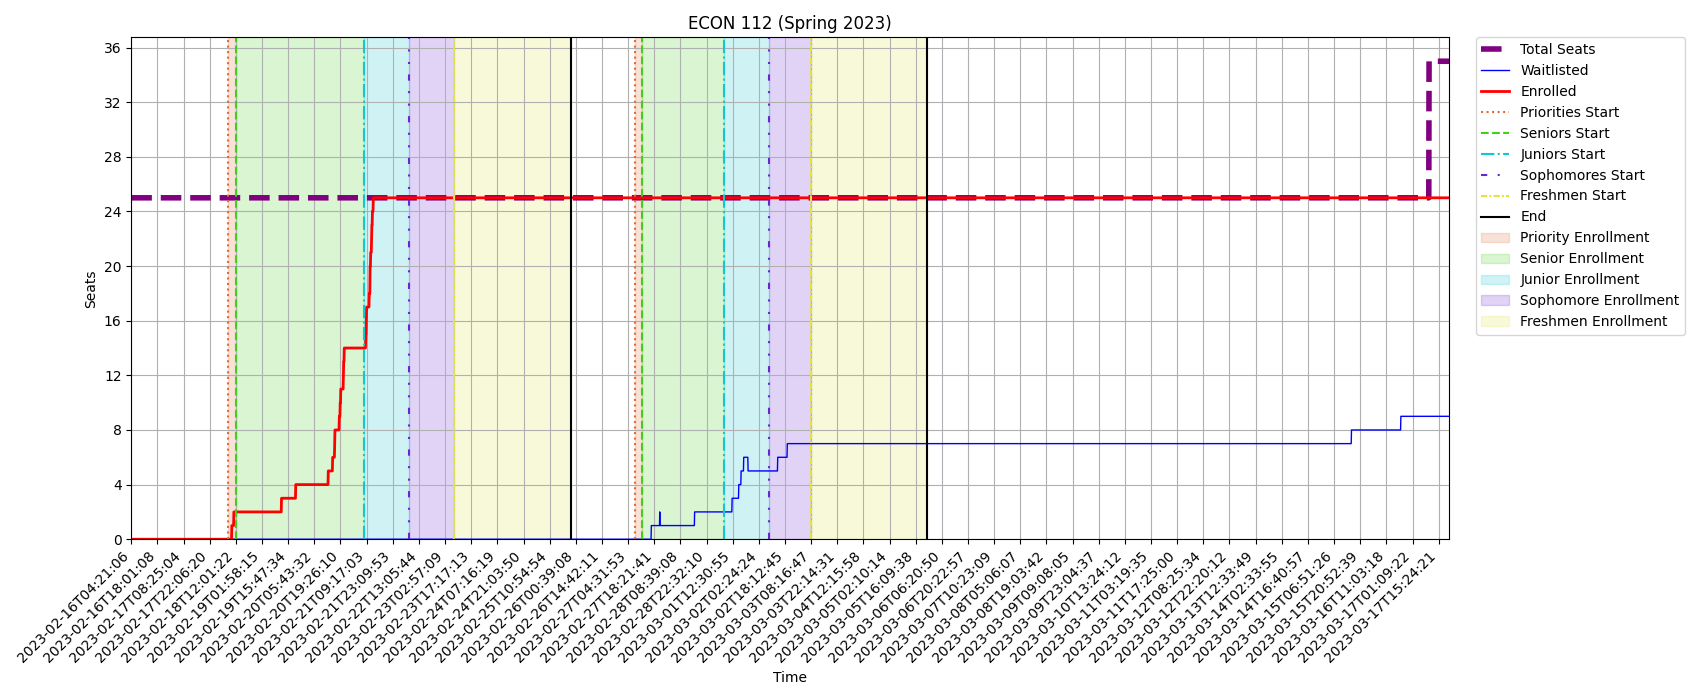 ECON 112 (Spring 2023)
36
32
28
24
20
16
12
8
4
0
Seats
2023-02-16T04:21:06
2023-02-16T18:01:08
2023-02-17T08:25:04
2023-02-17T22:06:20
2023-02-18T12:01:22
2023-02-19T01:58:15
2023-02-19T15:47:34
2023-02-20T05:43:32
2023-02-20T19:26:10
2023-02-21T09:17:03
2023-02-21T23:09:53
2023-02-22T13:05:44
2023-02-23T02:57:09
2023-02-23T17:17:13
2023-02-24T07:16:19
2023-02-24T21:03:50
2023-02-25T10:54:54
2023-02-26T00:39:08
2023-02-26T14:42:11
2023-02-27T04:31:53
2023-02-27T18:21:41
2023-02-28T08:39:08
2023-02-28T22:32:10
2023-03-01T12:30:55
2023-03-02T02:24:24
2023-03-02T18:12:45
2023-03-03T08:16:47
2023-03-03T22:14:31
2023-03-04T12:15:58
2023-03-05T02:10:14
2023-03-05T16:09:38
2023-03-06T06:20:50
2023-03-06T20:22:57
2023-03-07T10:23:09
2023-03-08T05:06:07
2023-03-08T19:03:42
2023-03-09T09:08:05
2023-03-09T23:04:37
2023-03-10T13:24:12
2023-03-11T03:19:35
2023-03-11T17:25:00
2023-03-12T08:25:34
2023-03-12T22:20:12
2023-03-13T12:33:49
2023-03-14T02:33:55
2023-03-14T16:40:57
2023-03-15T06:51:26
2023-03-15T20:52:39
2023-03-16T11:03:18
2023-03-17T01:09:22
2023-03-17T15:24:21
Time
Total Seats
Waitlisted
Enrolled
Priorities Start
Seniors Start
Juniors Start
Sophomores Start
Freshmen Start
End
Priority Enrollment
Senior Enrollment
Junior Enrollment
Sophomore Enrollment
Freshmen Enrollment